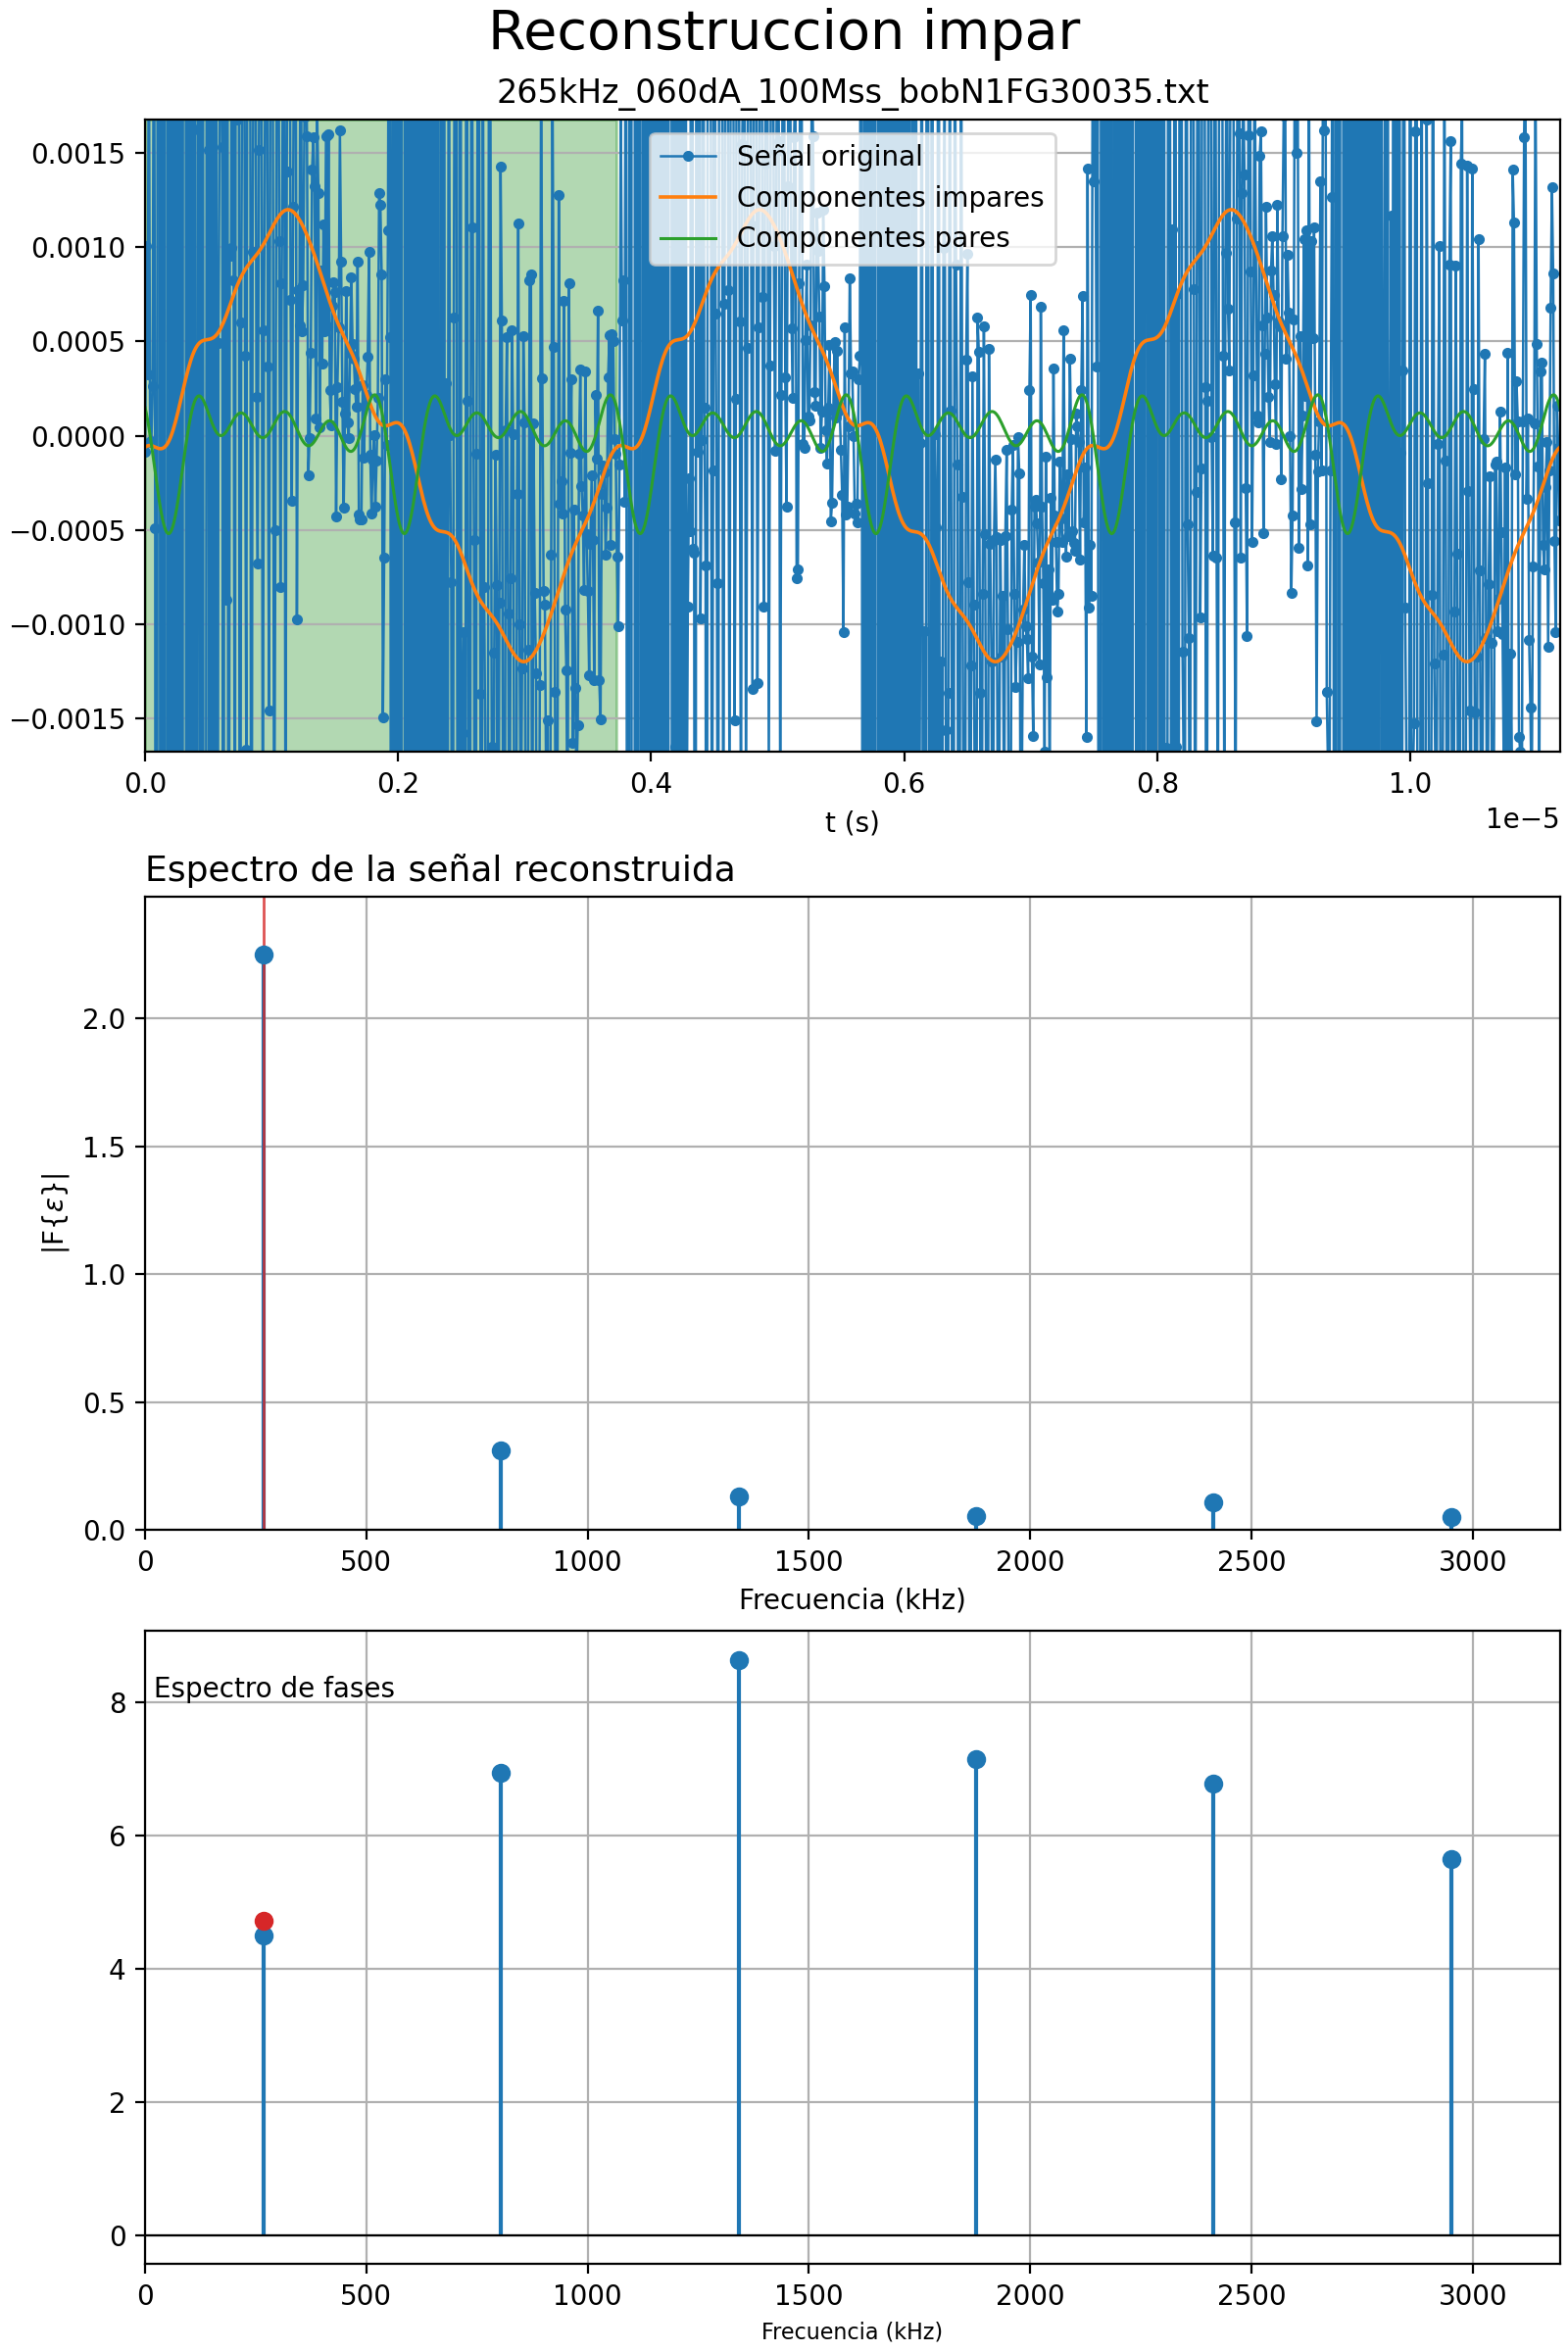 Reconstruccion impar
265kHz_060dA_100Mss_bobN1FG30035.txt
Señal original
Componentes impares
Componentes pares
0.0015
0.0010
0.0005
0.0000
−0.0005
−0.0010
−0.0015
0.0 0.2 0.4 0.6 0.8 1.0
1e−5
t (s)
Espectro de la señal reconstruida
2.0
1.5
1.0
0.5
0.0
|F{ε}|
0 500 1000 1500 2000 2500 3000
Frecuencia (kHz)
Espectro de fases
8
6
4
2
0
0 500 1000 1500 2000 2500 3000
Frecuencia (kHz)